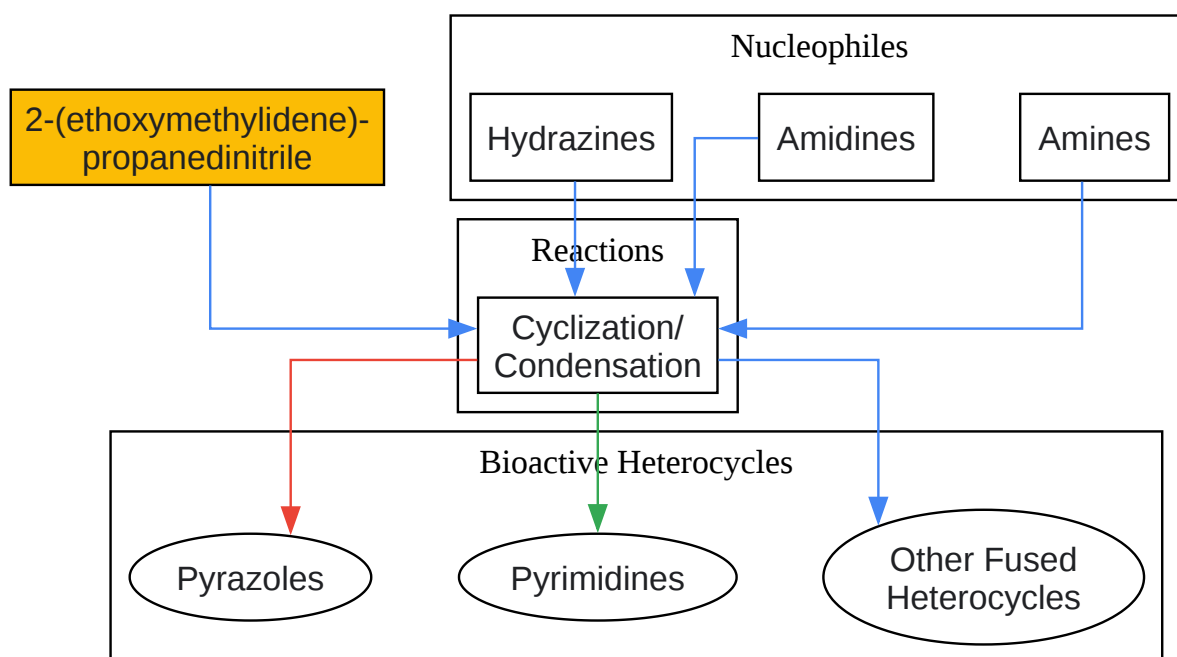 Nucleophiles
2-(ethoxymethylidene)-
propanedinitrile
Hydrazines
Amidines
Amines
Reactions
Cyclization/
Condensation
Bioactive Heterocycles
Pyrazoles
Pyrimidines
Other Fused
Heterocycles